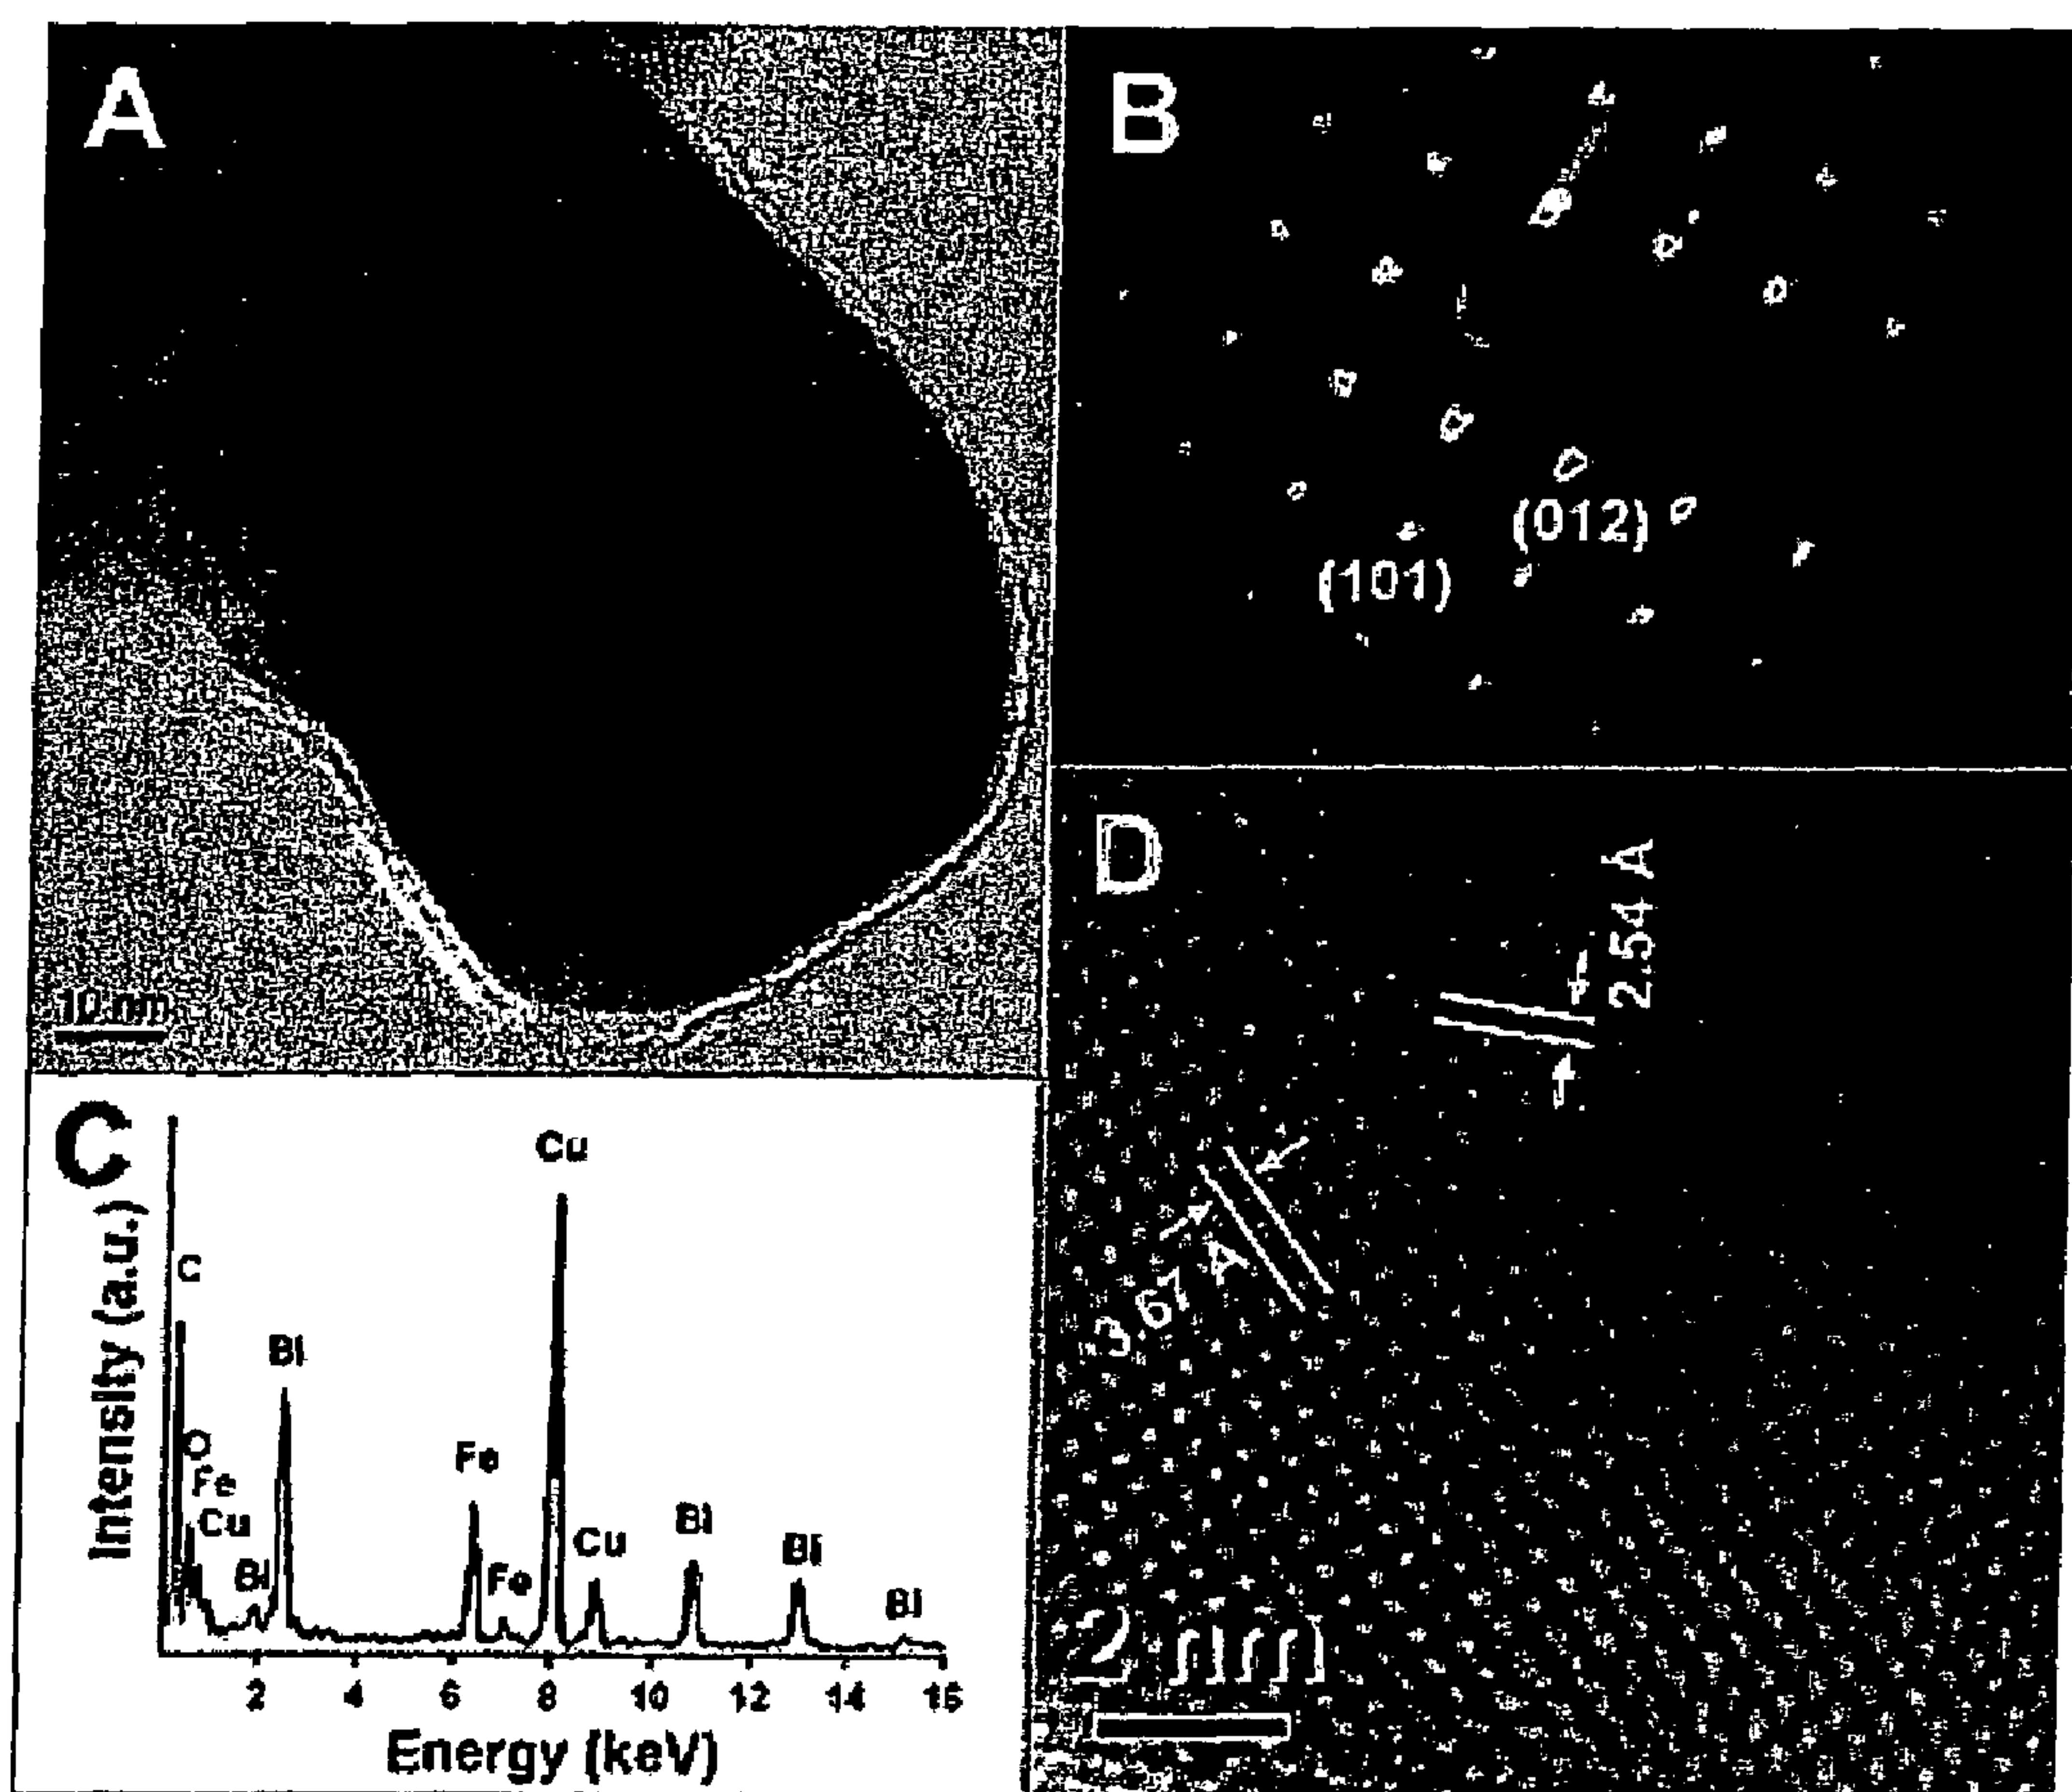 A
10 nm
B
(012)
(101)
C
Intensity (a.u.)
C
O
Fe
Cu
Bi
Bi
Fe
Fe
Cu
Cu
Bi
Bi
Bi
2 4 6 8 10 12 14 16
Energy (keV)
D
2.54 Å
3.67 Å
2 nm